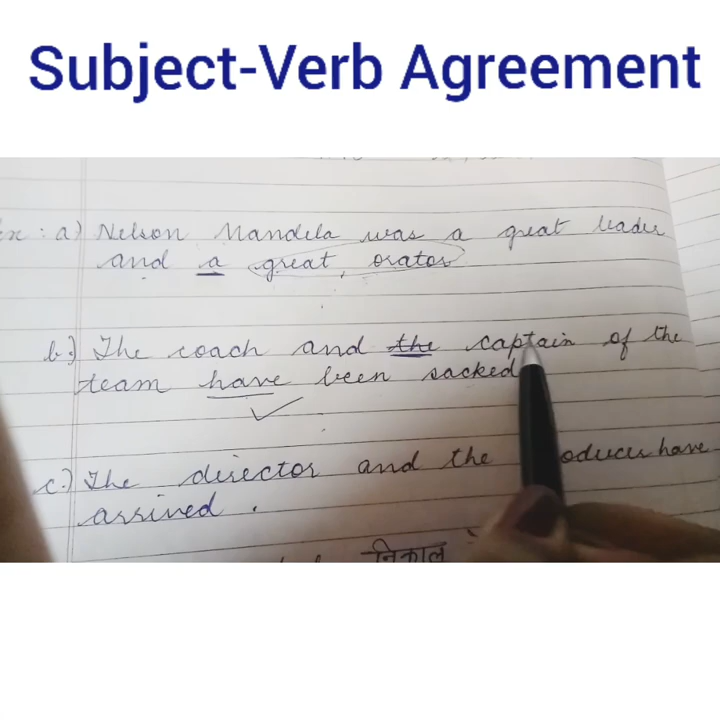 Subject-Verb Agreement
Ex : a) Nelson Mandela was a great leader
and a great, orator
b.) The coach and the captain of the
team have been sacked
c.) The director and the oducer have
arrived .
निकाल